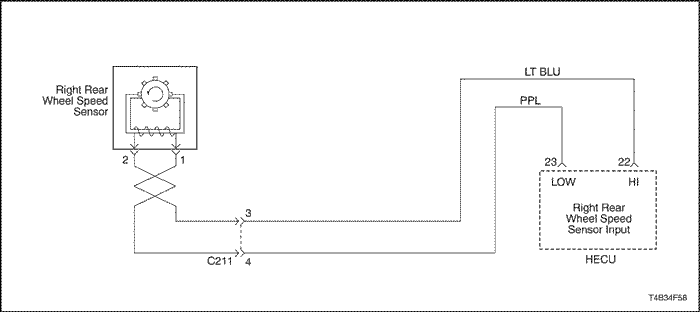 LT BLU
Right Rear
Wheel Speed
Sensor
PPL
2
1
23
22
LOW
HI
3
Right Rear
Wheel Speed
Sensor Input
C211
4
HECU
T4B34F58